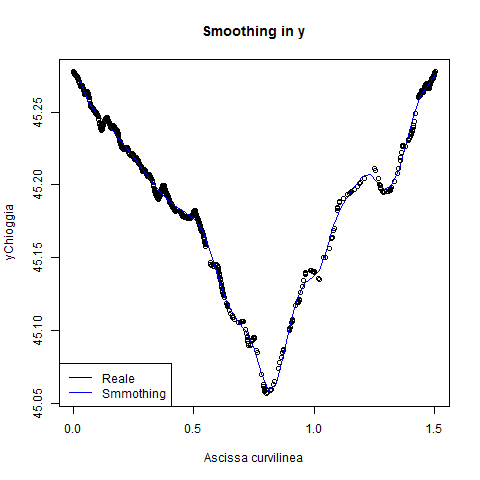 Smoothing in y
yChioggia
45.25
45.20
45.15
45.10
45.05
Reale
Smmothing
0.0 0.5 1.0 1.5
Ascissa curvilinea